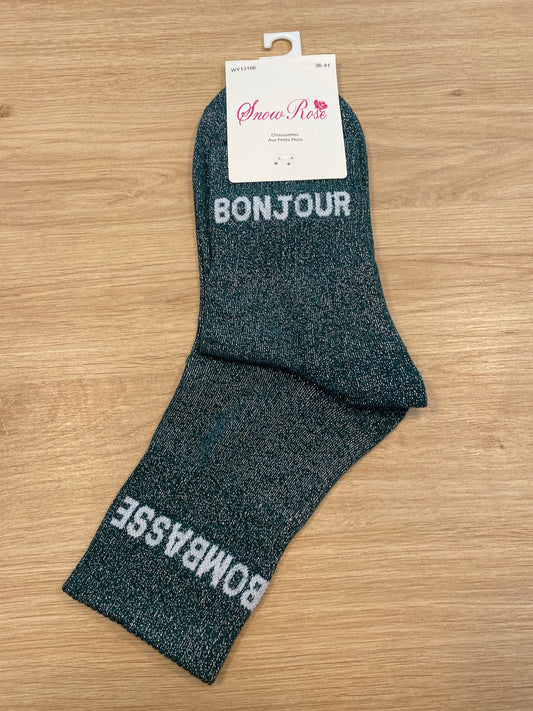 WY13106 36-41
Snow Rose
Chaussettes
Aux Petits Mots
BONJOUR
BOMBASSE